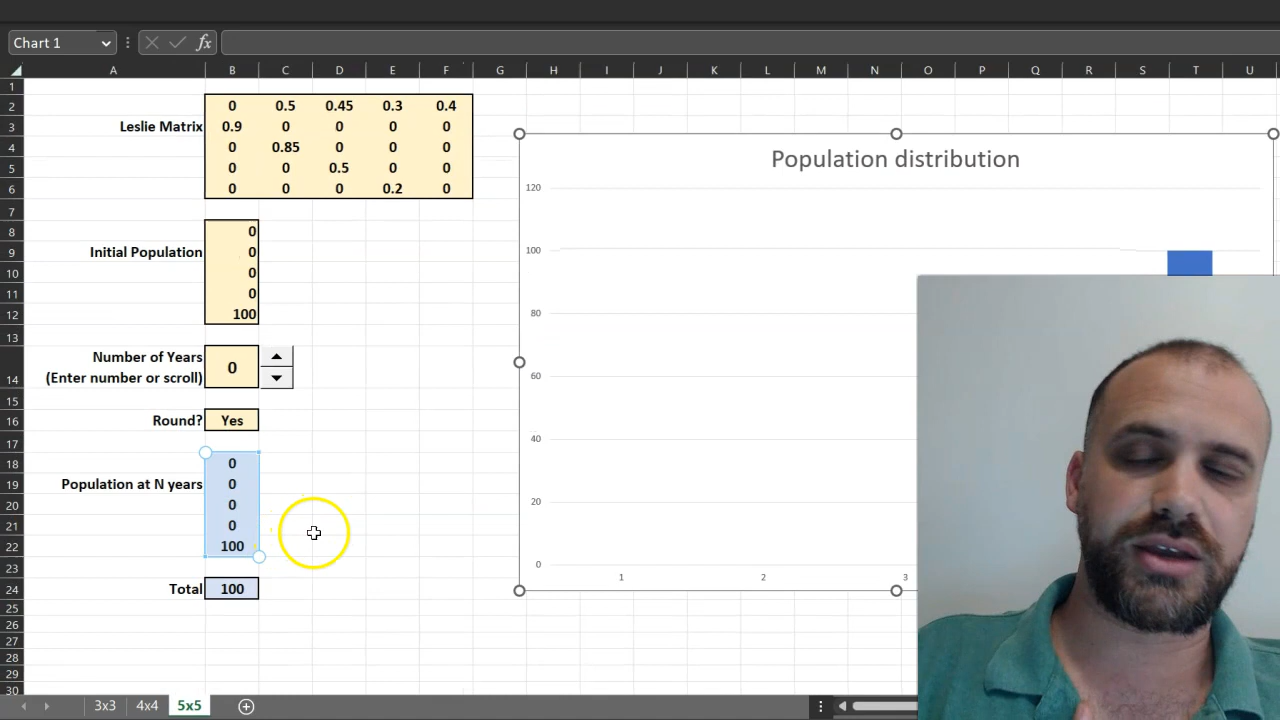 Chart 1
fx
A B C D E F G H I J K L M N O P Q R S T U
1
2 0 0.5 0.45 0.3 0.4
3 Leslie Matrix 0.9 0 0 0 0
4 0 0.85 0 0 0
5 0 0 0.5 0 0
6 0 0 0 0.2 0
7
8 0
9 Initial Population 0
10 0
11 0
12 100
13
Number of Years
14 (Enter number or scroll) 0
15
16 Round? Yes
17
18 0
19 Population at N years 0
20 0
21 0
22 100
23
24 Total 100
25
26
27
28
29
30
Population distribution
120
100
80
60
40
20
0
1 2 3
3x3 4x4 5x5